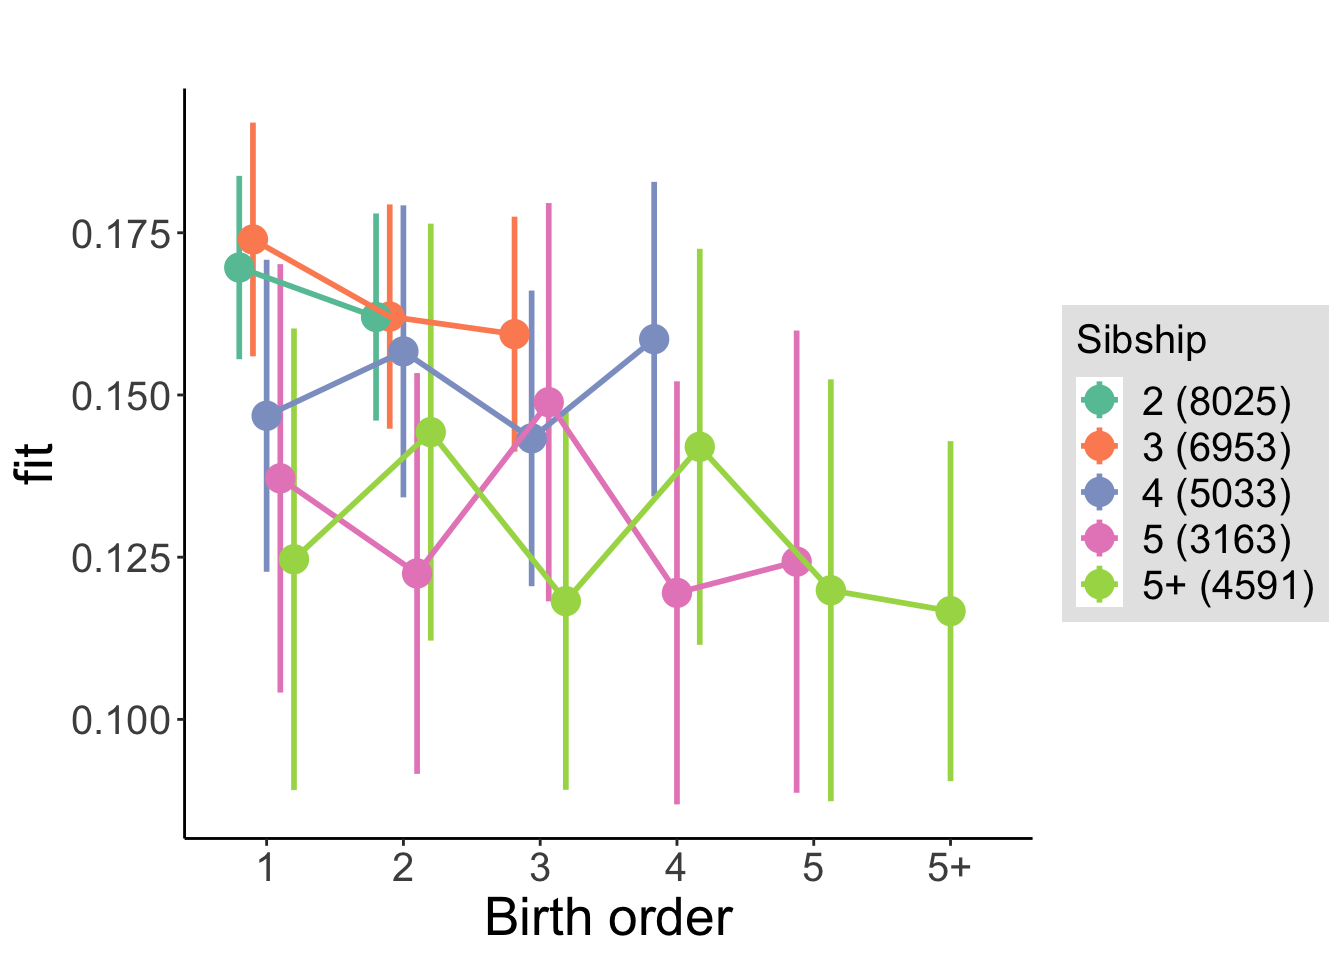 fit
0.175
0.150
0.125
0.100
1 2 3 4 5 5+
Birth order
Sibship
2 (8025)
3 (6953)
4 (5033)
5 (3163)
5+ (4591)